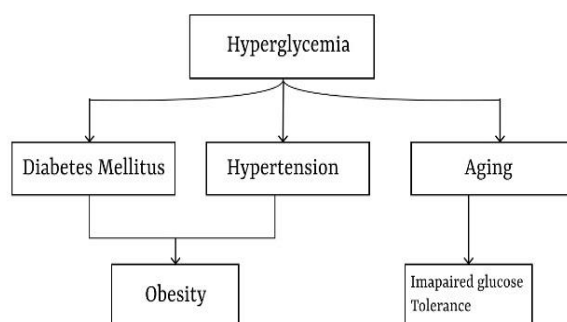 Hyperglycemia
Diabetes Mellitus
Hypertension
Aging
Obesity
Imapaired glucose
Tolerance